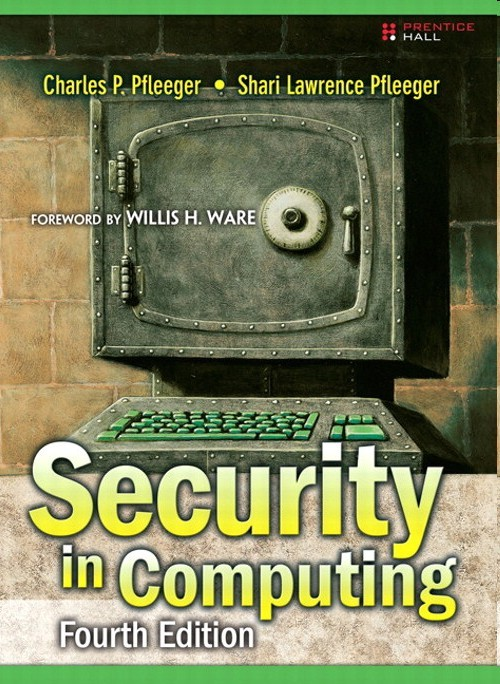 PRENTICE
HALL
Charles P. Pfleeger • Shari Lawrence Pfleeger
FOREWORD BY WILLIS H. WARE
Security
in Computing
Fourth Edition